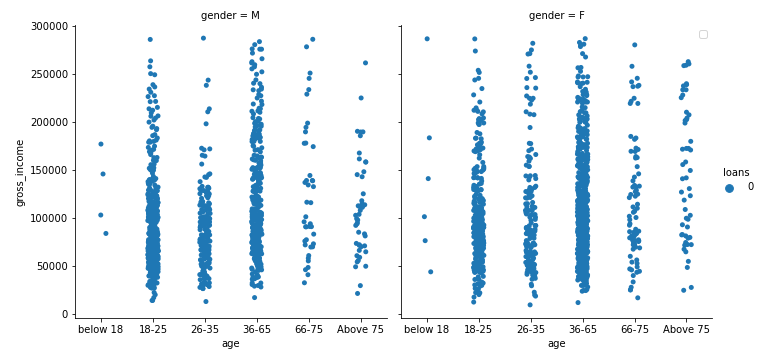 gender = M
gender = F
300000
250000
200000
150000
100000
50000
0
gross_income
below 18
18-25
26-35
36-65
66-75
Above 75
age
below 18
18-25
26-35
36-65
66-75
Above 75
age
loans
0